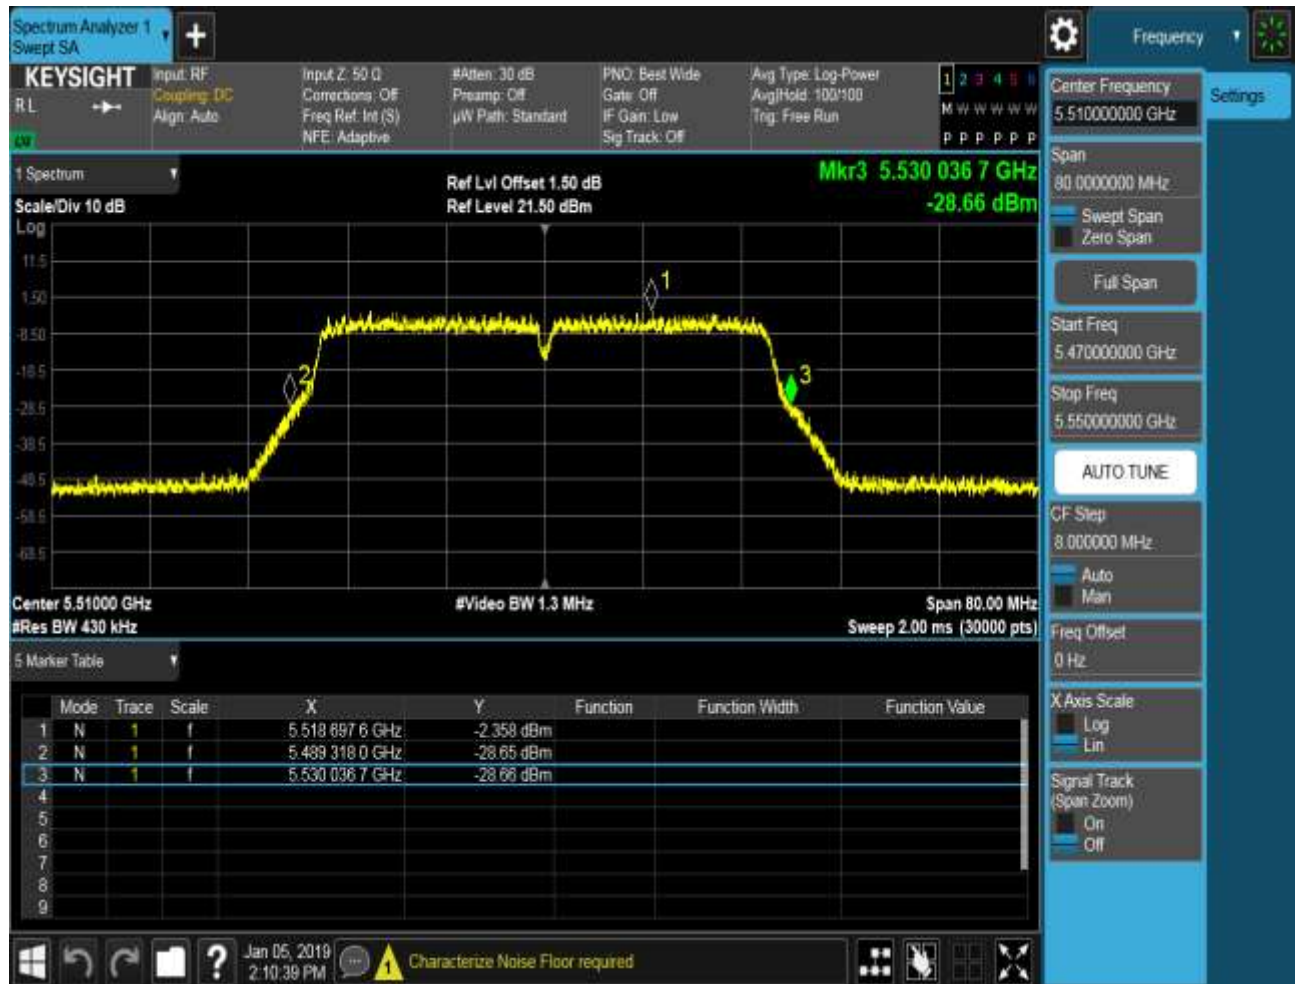 Spectrum Analyzer 1
Swept SA
+
Frequency
KEYSIGHT
R L
Input: RF
Coupling: DC
Align: Auto
Input Z: 50 Ω
Corrections: Off
Freq Ref: Int (S)
NFE: Adaptive
#Atten: 30 dB
Preamp: Off
µW Path: Standard
PNO: Best Wide
Gate: Off
IF Gain: Low
Sig Track: Off
Avg Type: Log-Power
Avg|Hold: 100/100
Trig: Free Run
1 2 3 4 5 6
M W W W W W
P P P P P P
1 Spectrum
Scale/Div 10 dB
Ref Lvl Offset 1.50 dB
Ref Level 21.50 dBm
Mkr3 5.530 036 7 GHz
-28.66 dBm
Log
11.5
1.50
-8.50
-18.5
-28.5
-38.5
-48.5
-58.5
-68.5
1
2
3
Center 5.51000 GHz
#Res BW 430 kHz
#Video BW 1.3 MHz
Span 80.00 MHz
Sweep 2.00 ms (30000 pts)
5 Marker Table
Mode Trace Scale X Y Function Function Width Function Value
1 N 1 f 5.518 697 6 GHz -2.358 dBm
2 N 1 f 5.489 318 0 GHz -28.65 dBm
3 N 1 f 5.530 036 7 GHz -28.66 dBm
4
5
6
7
8
9
Center Frequency
5.510000000 GHz
Settings
Span
80.0000000 MHz
Swept Span
Zero Span
Full Span
Start Freq
5.470000000 GHz
Stop Freq
5.550000000 GHz
AUTO TUNE
CF Step
8.000000 MHz
Auto
Man
Freq Offset
0 Hz
X Axis Scale
Log
Lin
Signal Track
(Span Zoom)
On
Off
?
Jan 05, 2019
2:10:39 PM
1
Characterize Noise Floor required